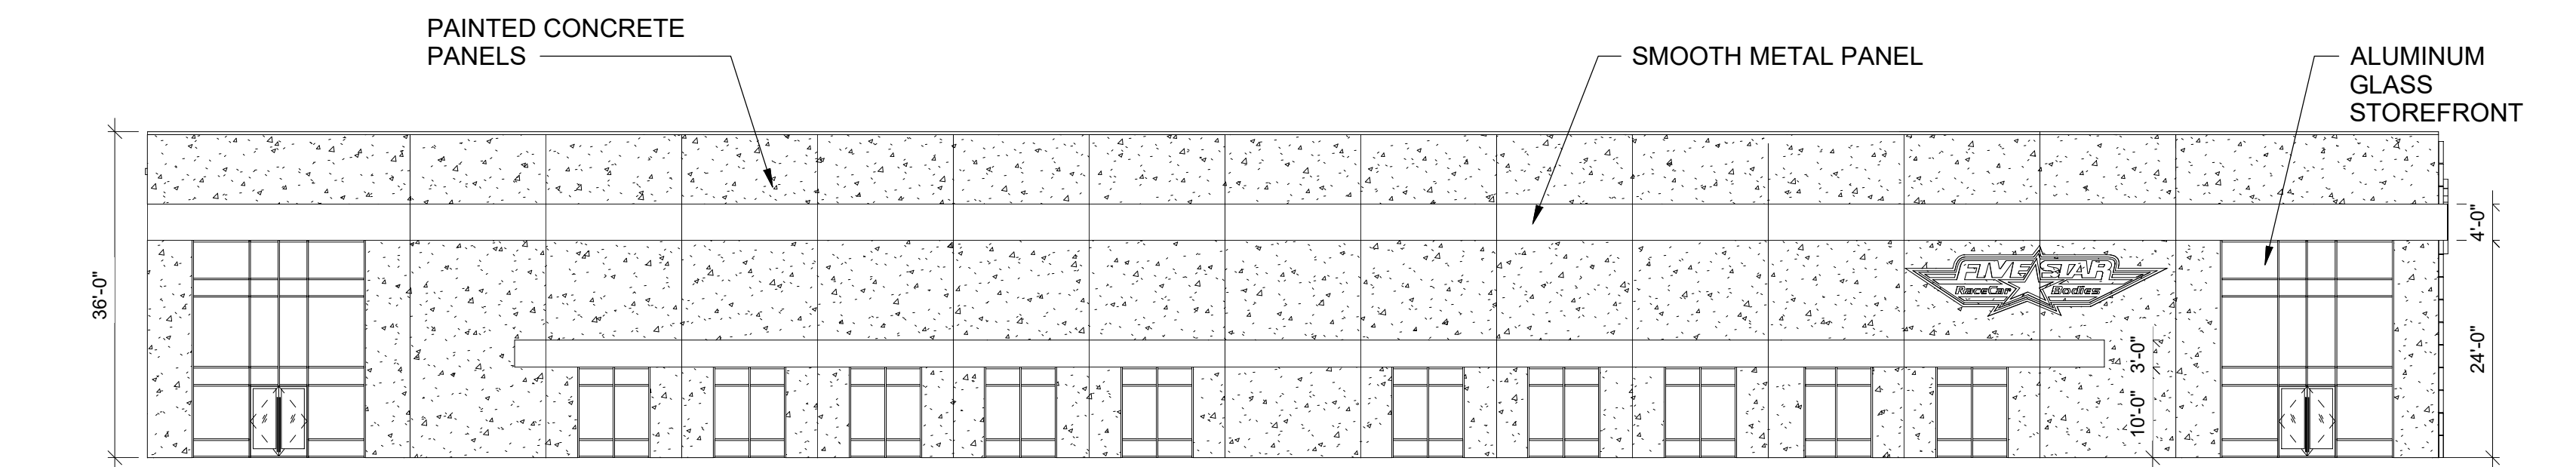 PAINTED CONCRETE
PANELS
SMOOTH METAL PANEL
ALUMINUM
GLASS
STOREFRONT
36'-0"
4'-0"
24'-0"
3'-0"
10'-0"
FIVE STAR
RaceCar Bodies